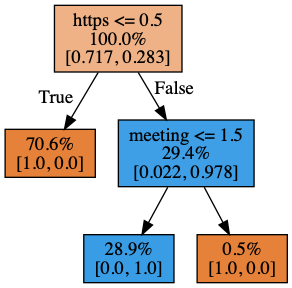 https <= 0.5
100.0%
[0.717, 0.283]
True
False
70.6%
[1.0, 0.0]
meeting <= 1.5
29.4%
[0.022, 0.978]
28.9%
[0.0, 1.0]
0.5%
[1.0, 0.0]